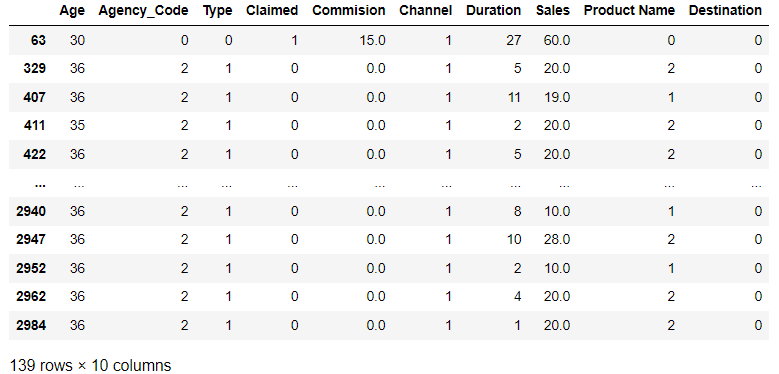 Age Agency_Code Type Claimed Commision Channel Duration Sales Product Name Destination
63 30 0 0 1 15.0 1 27 60.0 0 0
329 36 2 1 0 0.0 1 5 20.0 2 0
407 36 2 1 0 0.0 1 11 19.0 1 0
411 35 2 1 0 0.0 1 2 20.0 2 0
422 36 2 1 0 0.0 1 5 20.0 2 0
... ... ... ... ... ... ... ... ... ... ...
2940 36 2 1 0 0.0 1 8 10.0 1 0
2947 36 2 1 0 0.0 1 10 28.0 2 0
2952 36 2 1 0 0.0 1 2 10.0 1 0
2962 36 2 1 0 0.0 1 4 20.0 2 0
2984 36 2 1 0 0.0 1 1 20.0 2 0
139 rows × 10 columns